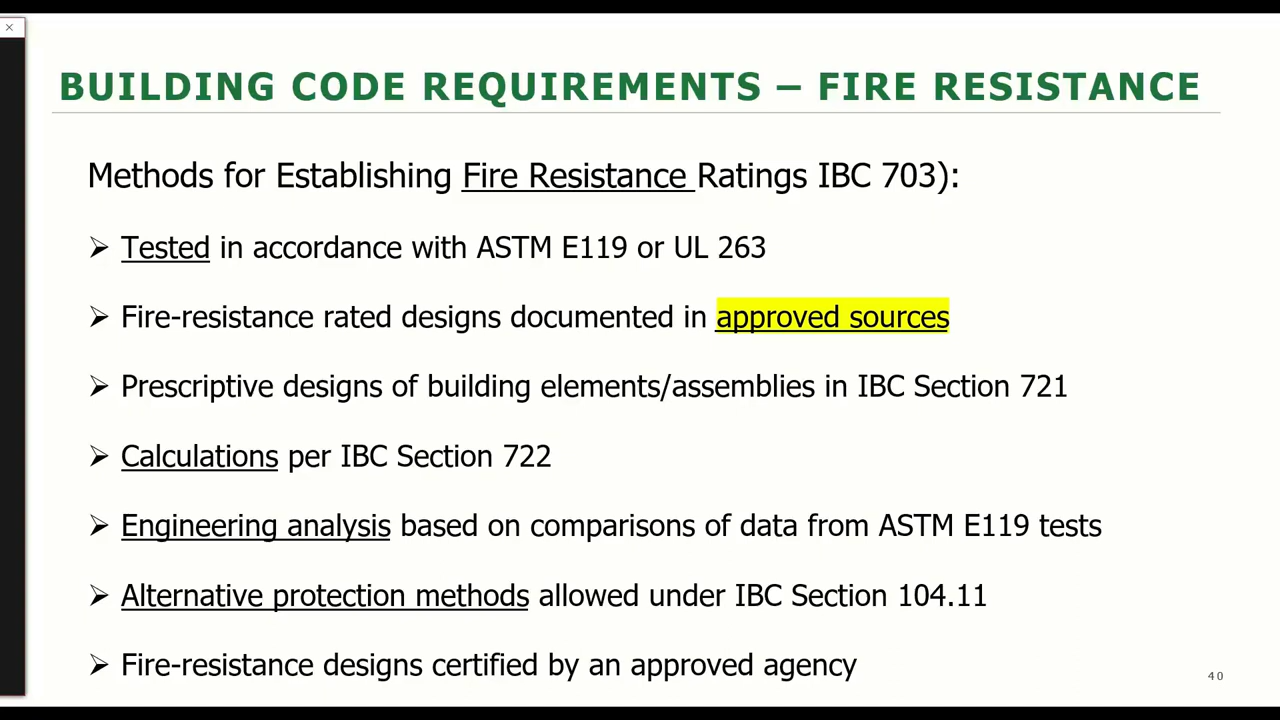 BUILDING CODE REQUIREMENTS – FIRE RESISTANCE
Methods for Establishing Fire Resistance Ratings IBC 703):
➢ Tested in accordance with ASTM E119 or UL 263
➢ Fire-resistance rated designs documented in approved sources
➢ Prescriptive designs of building elements/assemblies in IBC Section 721
➢ Calculations per IBC Section 722
➢ Engineering analysis based on comparisons of data from ASTM E119 tests
➢ Alternative protection methods allowed under IBC Section 104.11
➢ Fire-resistance designs certified by an approved agency
40